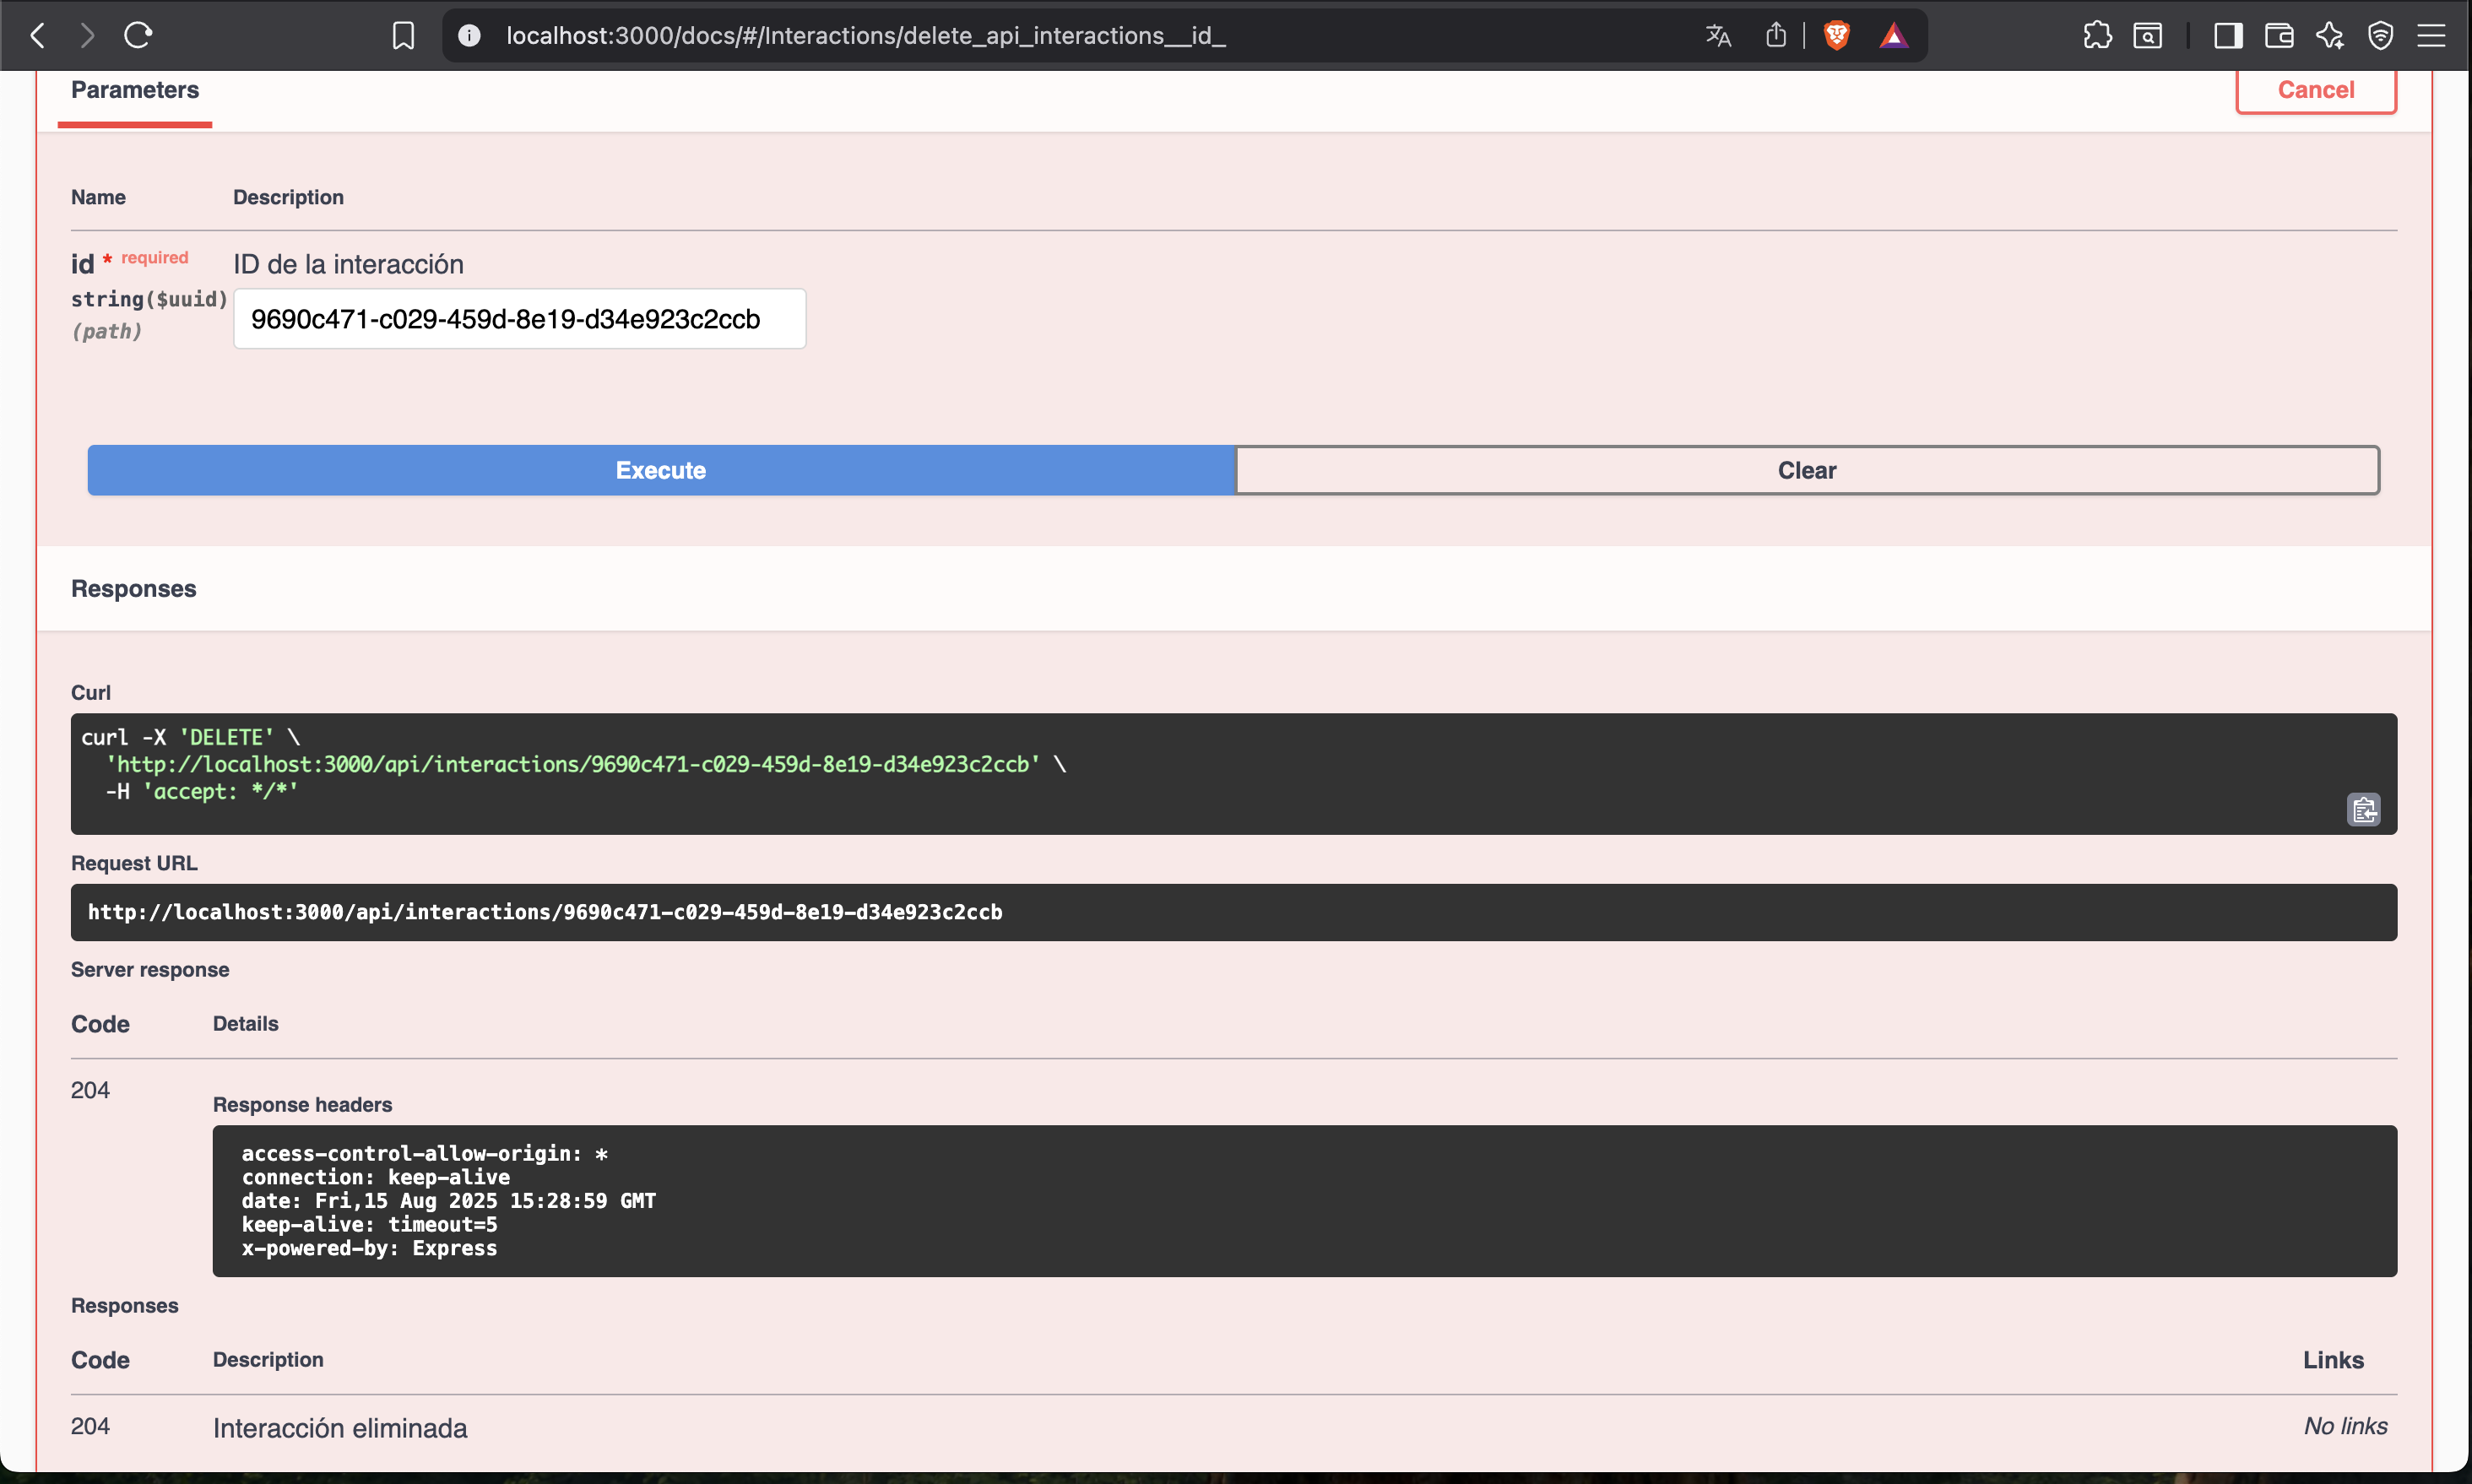 localhost:3000/docs/#/Interactions/delete_api_interactions__id_
Parameters
Cancel
Name Description
id * required
ID de la interacción
string($uuid)
(path)
9690c471-c029-459d-8e19-d34e923c2ccb
Execute
Clear
Responses
Curl
curl -X 'DELETE' \
'http://localhost:3000/api/interactions/9690c471-c029-459d-8e19-d34e923c2ccb' \
-H 'accept: */*'
Request URL
http://localhost:3000/api/interactions/9690c471-c029-459d-8e19-d34e923c2ccb
Server response
Code Details
204
Response headers
access-control-allow-origin: *
connection: keep-alive
date: Fri,15 Aug 2025 15:28:59 GMT
keep-alive: timeout=5
x-powered-by: Express
Responses
Code Description Links
204 Interacción eliminada No links